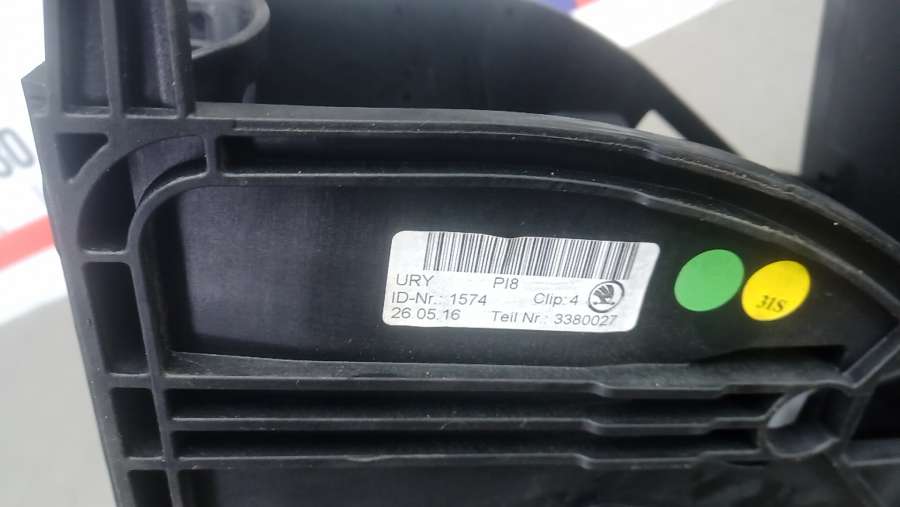 URY PI8
ID-Nr.: 1574 Clip: 4
26.05.16 Teil Nr.: 3380027
31S